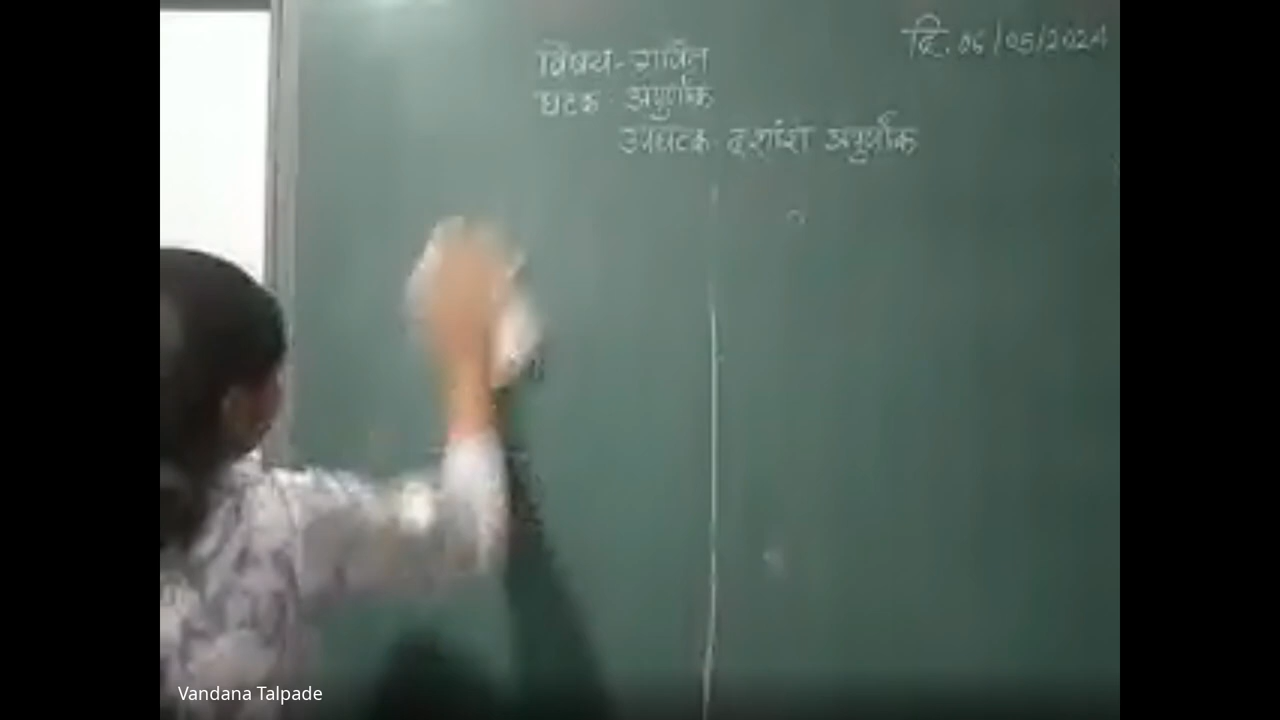 दि. 06/05/2024
विषय - गणित
घटक - अपुर्णांक
उपघटक - दशांश अपुर्णांक
Vandana Talpade